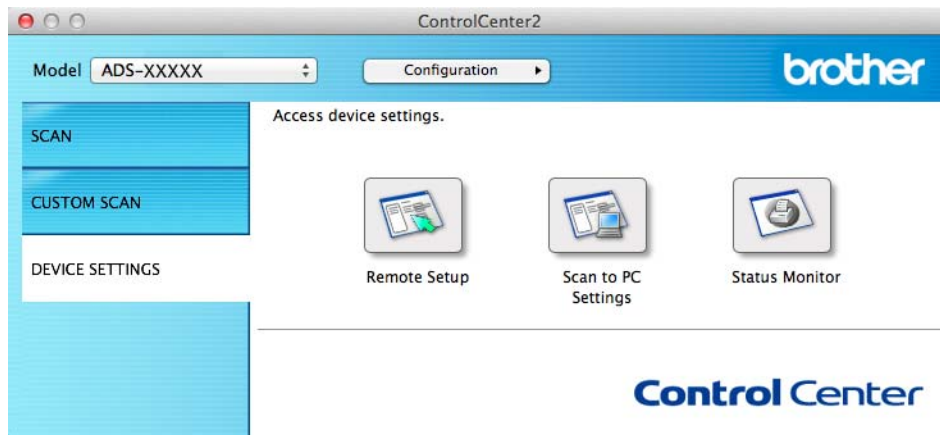 ControlCenter2
Model ADS-XXXXX Configuration brother
SCAN
CUSTOM SCAN
DEVICE SETTINGS
Access device settings.
Remote Setup
Scan to PC
Settings
Status Monitor
Control Center